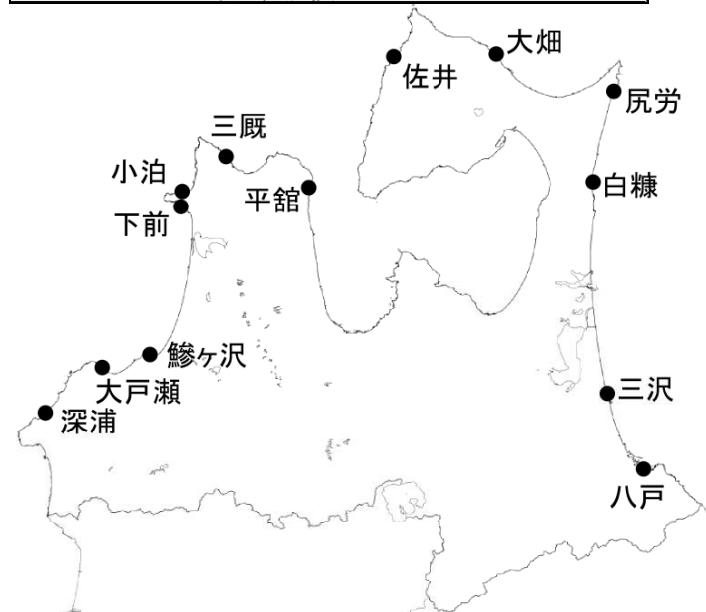 大畑
佐井
尻労
三厩
小泊
平舘
白糠
下前
鰺ヶ沢
大戸瀬
三沢
深浦
八戸